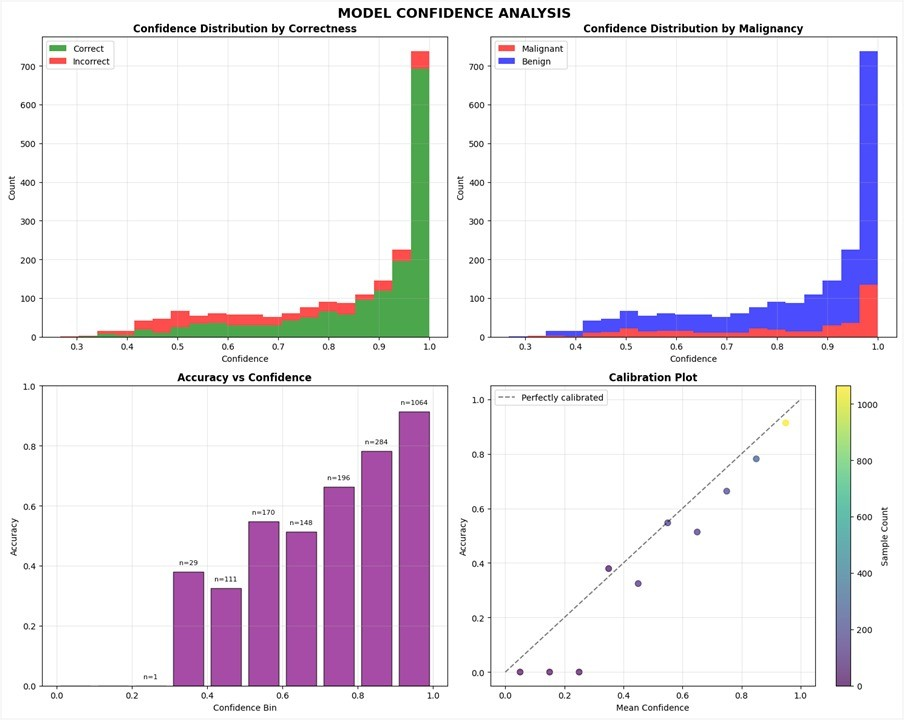 MODEL CONFIDENCE ANALYSIS
Confidence Distribution by Correctness
Correct
Incorrect
700
600
500
400
300
200
100
0
Count
0.3 0.4 0.5 0.6 0.7 0.8 0.9 1.0
Confidence
Confidence Distribution by Malignancy
Malignant
Benign
700
600
500
400
300
200
100
0
Count
0.3 0.4 0.5 0.6 0.7 0.8 0.9 1.0
Confidence
Accuracy vs Confidence
1.0
0.8
0.6
0.4
0.2
0.0
Accuracy
n=1
n=29
n=111
n=170
n=148
n=196
n=284
n=1064
0.0 0.2 0.4 0.6 0.8 1.0
Confidence Bin
Calibration Plot
Perfectly calibrated
1.0
0.8
0.6
0.4
0.2
0.0
Accuracy
0.0 0.2 0.4 0.6 0.8 1.0
Mean Confidence
1000
800
600
400
200
0
Sample Count